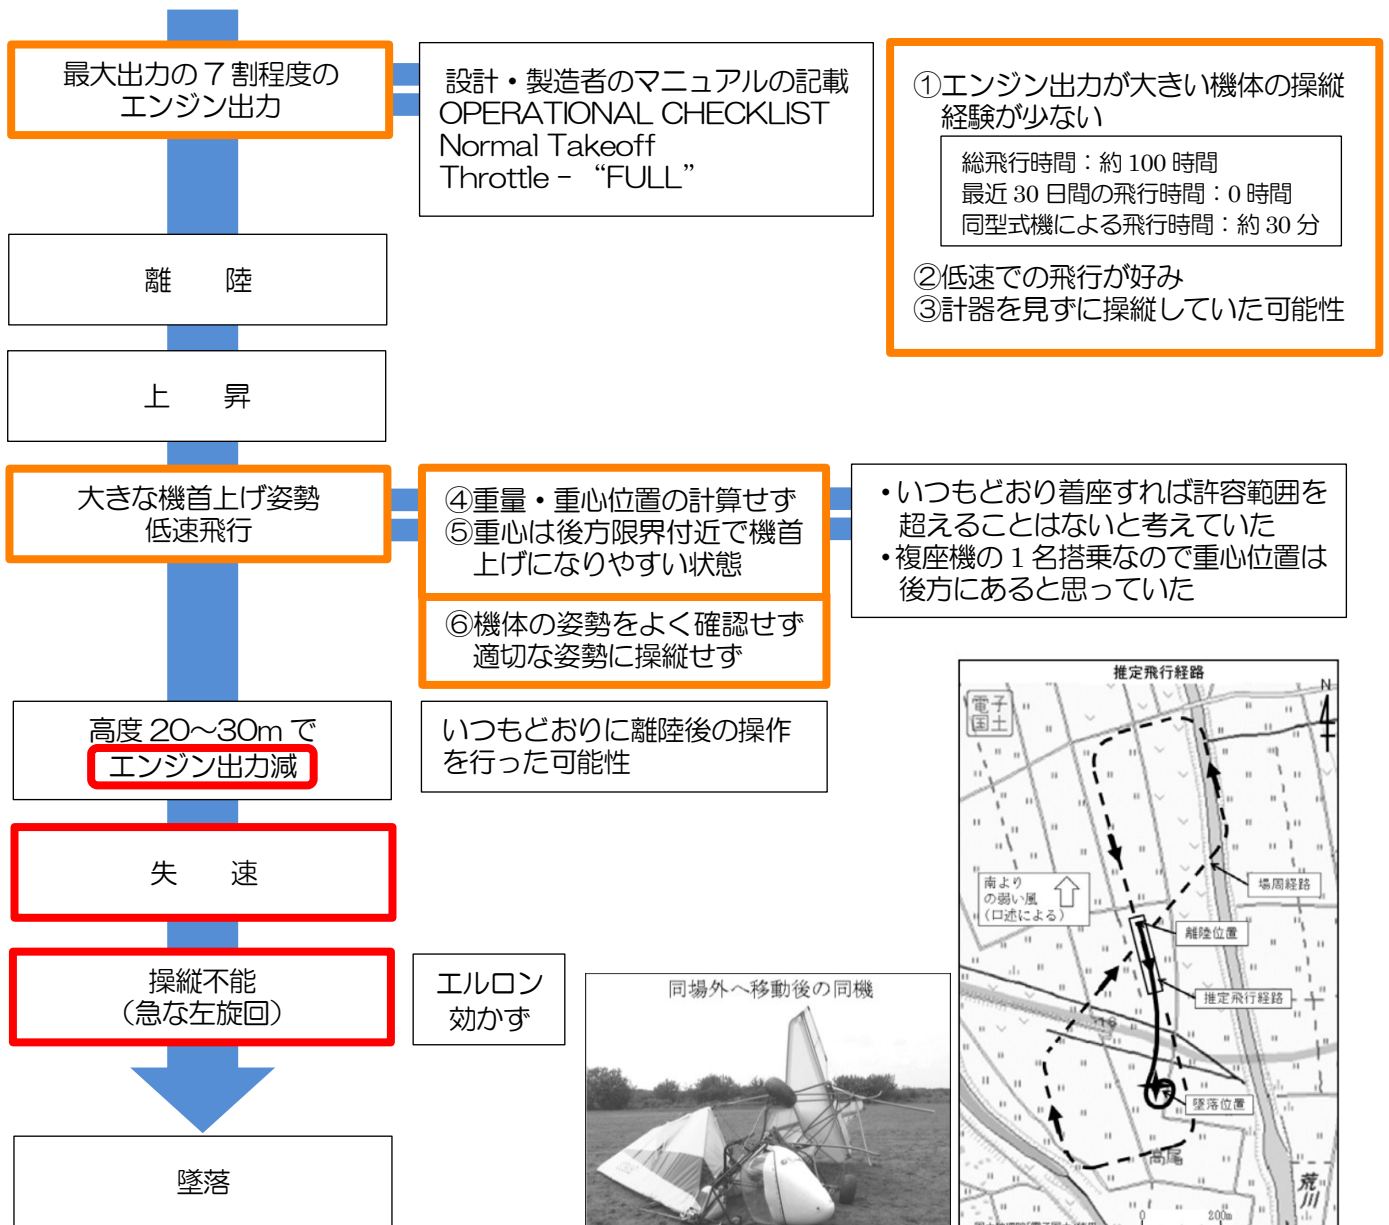 最大出力の7割程度の
エンジン出力
設計・製造者のマニュアルの記載
OPERATIONAL CHECKLIST
Normal Takeoff
Throttle − “FULL”
①エンジン出力が大きい機体の操縦
経験が少ない
総飛行時間：約 100 時間
最近 30 日間の飛行時間：0 時間
同型式機による飛行時間：約 30 分
②低速での飛行が好み
③計器を見ずに操縦していた可能性
離　陸
上　昇
大きな機首上げ姿勢
低速飛行
④重量・重心位置の計算せず
⑤重心は後方限界付近で機首
上げになりやすい状態
⑥機体の姿勢をよく確認せず
適切な姿勢に操縦せず
・いつもどおり着座すれば許容範囲を
超えることはないと考えていた
・複座機の1名搭乗なので重心位置は
後方にあると思っていた
高度 20～30m で
エンジン出力減
いつもどおりに離陸後の操作
を行った可能性
失　速
操縦不能
（急な左旋回）
エルロン
効かず
墜落
同場外へ移動後の同機
推定飛行経路
電子
国土
N
南より
の弱い風
（口述による）
場周経路
離陸位置
推定飛行経路
墜落位置
高尾
荒川
0
200m